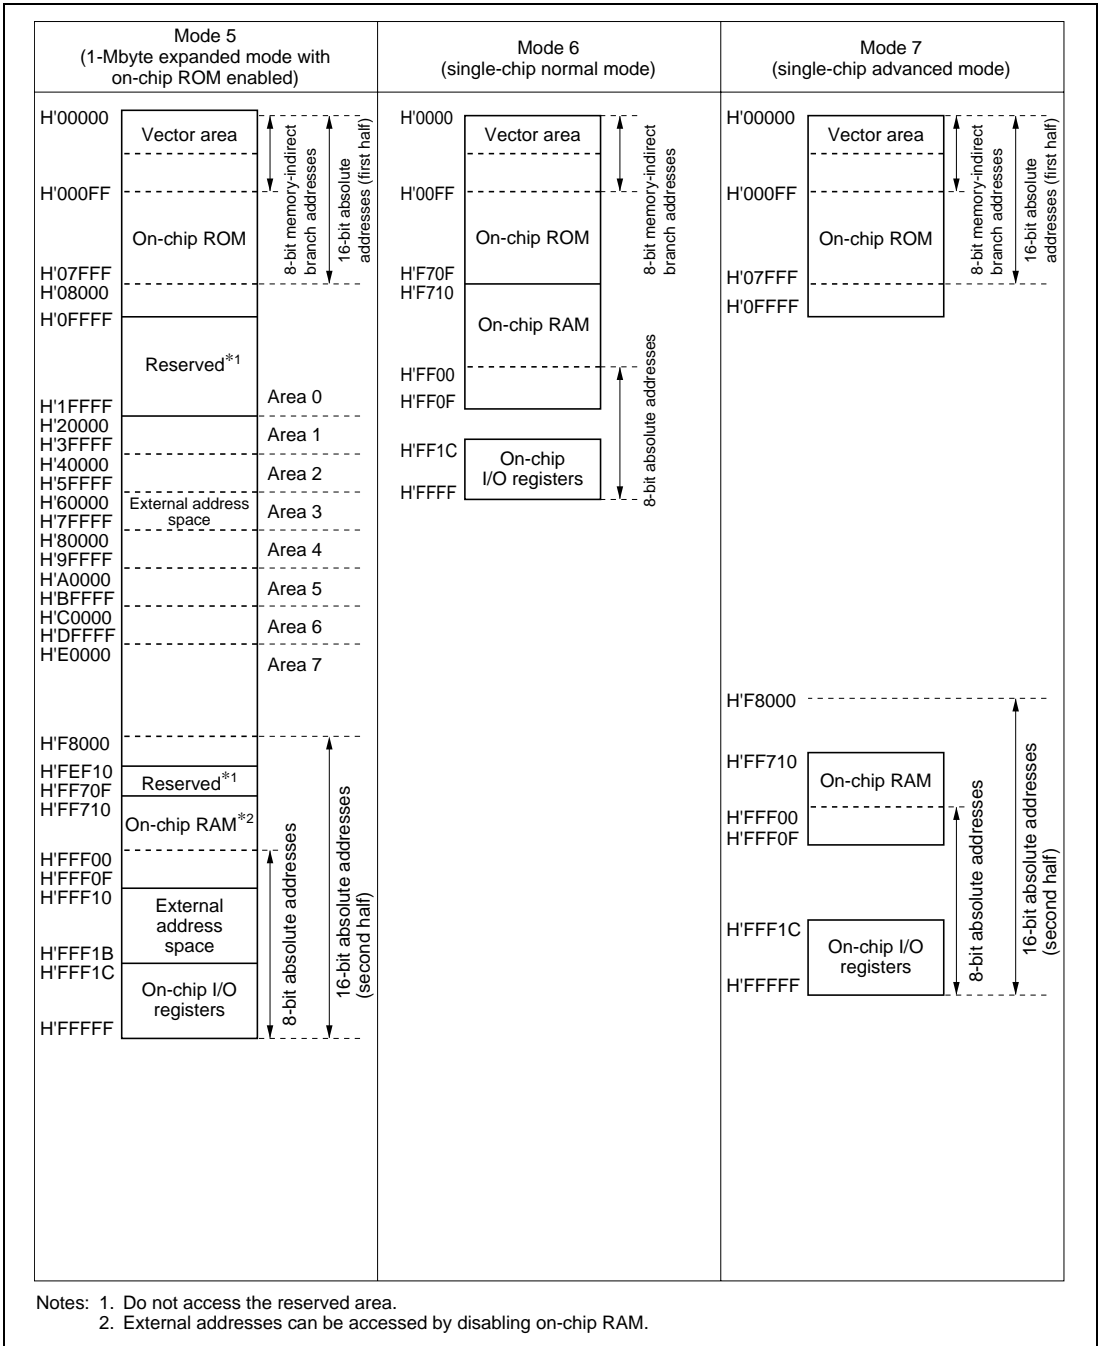 Mode 5
(1-Mbyte expanded mode with
on-chip ROM enabled)
H'00000
Vector area
H'000FF
On-chip ROM
H'07FFF
H'08000
H'0FFFF
Reserved*1
H'1FFFF
H'20000
H'3FFFF
H'40000
H'5FFFF
H'60000
H'7FFFF
External address
space
H'80000
H'9FFFF
H'A0000
H'BFFFF
H'C0000
H'DFFFF
H'E0000
Area 0
Area 1
Area 2
Area 3
Area 4
Area 5
Area 6
Area 7
H'F8000
H'FEF10
H'FF70F
Reserved*1
H'FF710
On-chip RAM*2
H'FFF00
H'FFF0F
H'FFF10
External
address
space
H'FFF1B
H'FFF1C
On-chip I/O
registers
H'FFFFF
8-bit memory-indirect
branch addresses
16-bit absolute
addresses (first half)
8-bit absolute addresses
16-bit absolute addresses
(second half)
Mode 6
(single-chip normal mode)
H'0000
Vector area
H'00FF
On-chip ROM
H'F70F
H'F710
On-chip RAM
H'FF00
H'FF0F
H'FF1C
On-chip
I/O registers
H'FFFF
8-bit memory-indirect
branch addresses
8-bit absolute addresses
Mode 7
(single-chip advanced mode)
H'00000
Vector area
H'000FF
On-chip ROM
H'07FFF
H'0FFFF
8-bit memory-indirect
branch addresses
16-bit absolute
addresses (first half)
H'F8000
H'FF710
On-chip RAM
H'FFF00
H'FFF0F
H'FFF1C
On-chip I/O
registers
H'FFFFF
8-bit absolute addresses
16-bit absolute addresses
(second half)
Notes: 1. Do not access the reserved area.
2. External addresses can be accessed by disabling on-chip RAM.